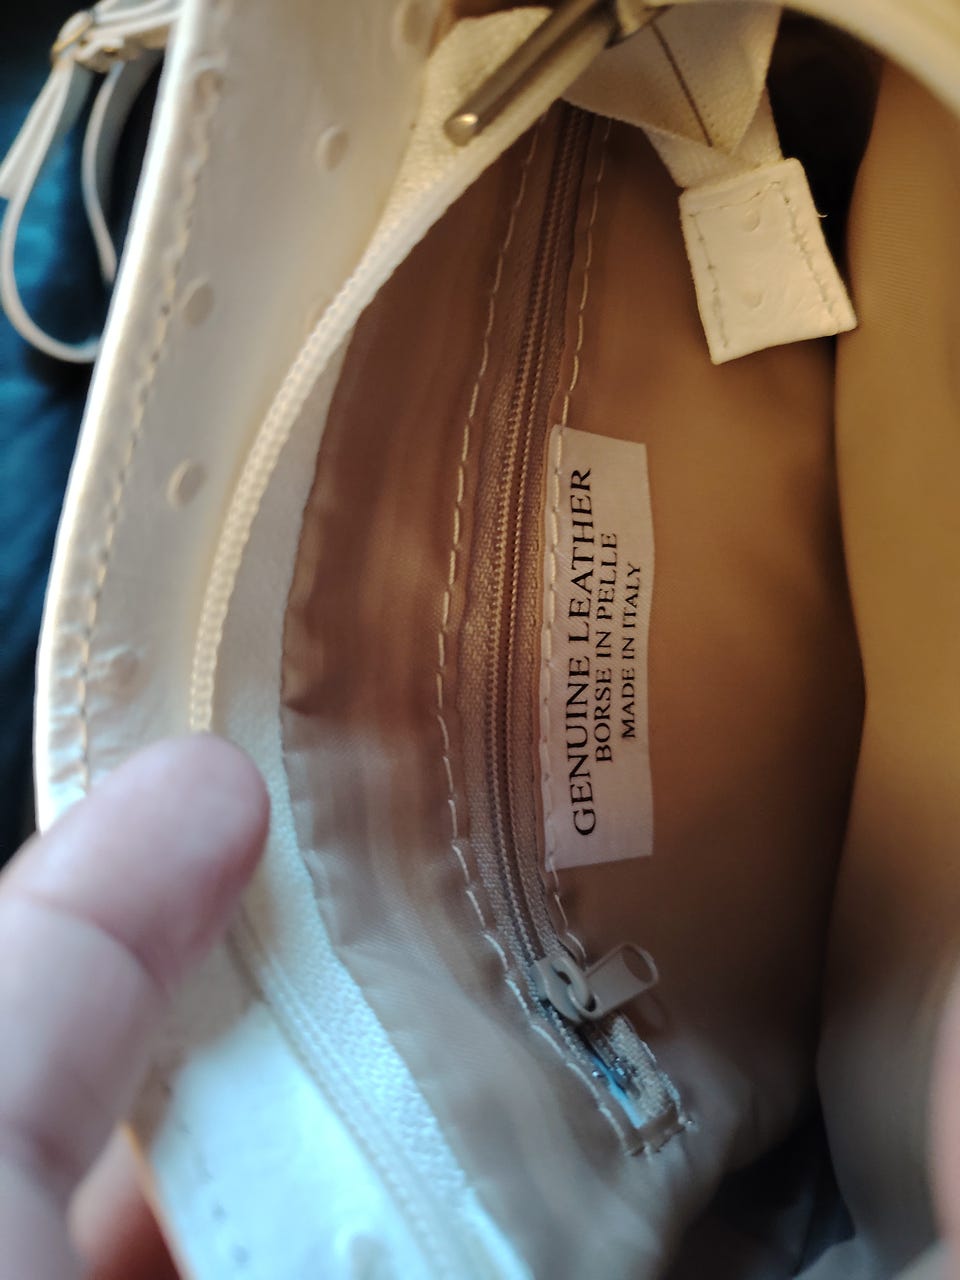 GENUINE LEATHER
BORSE IN PELLE
MADE IN ITALY